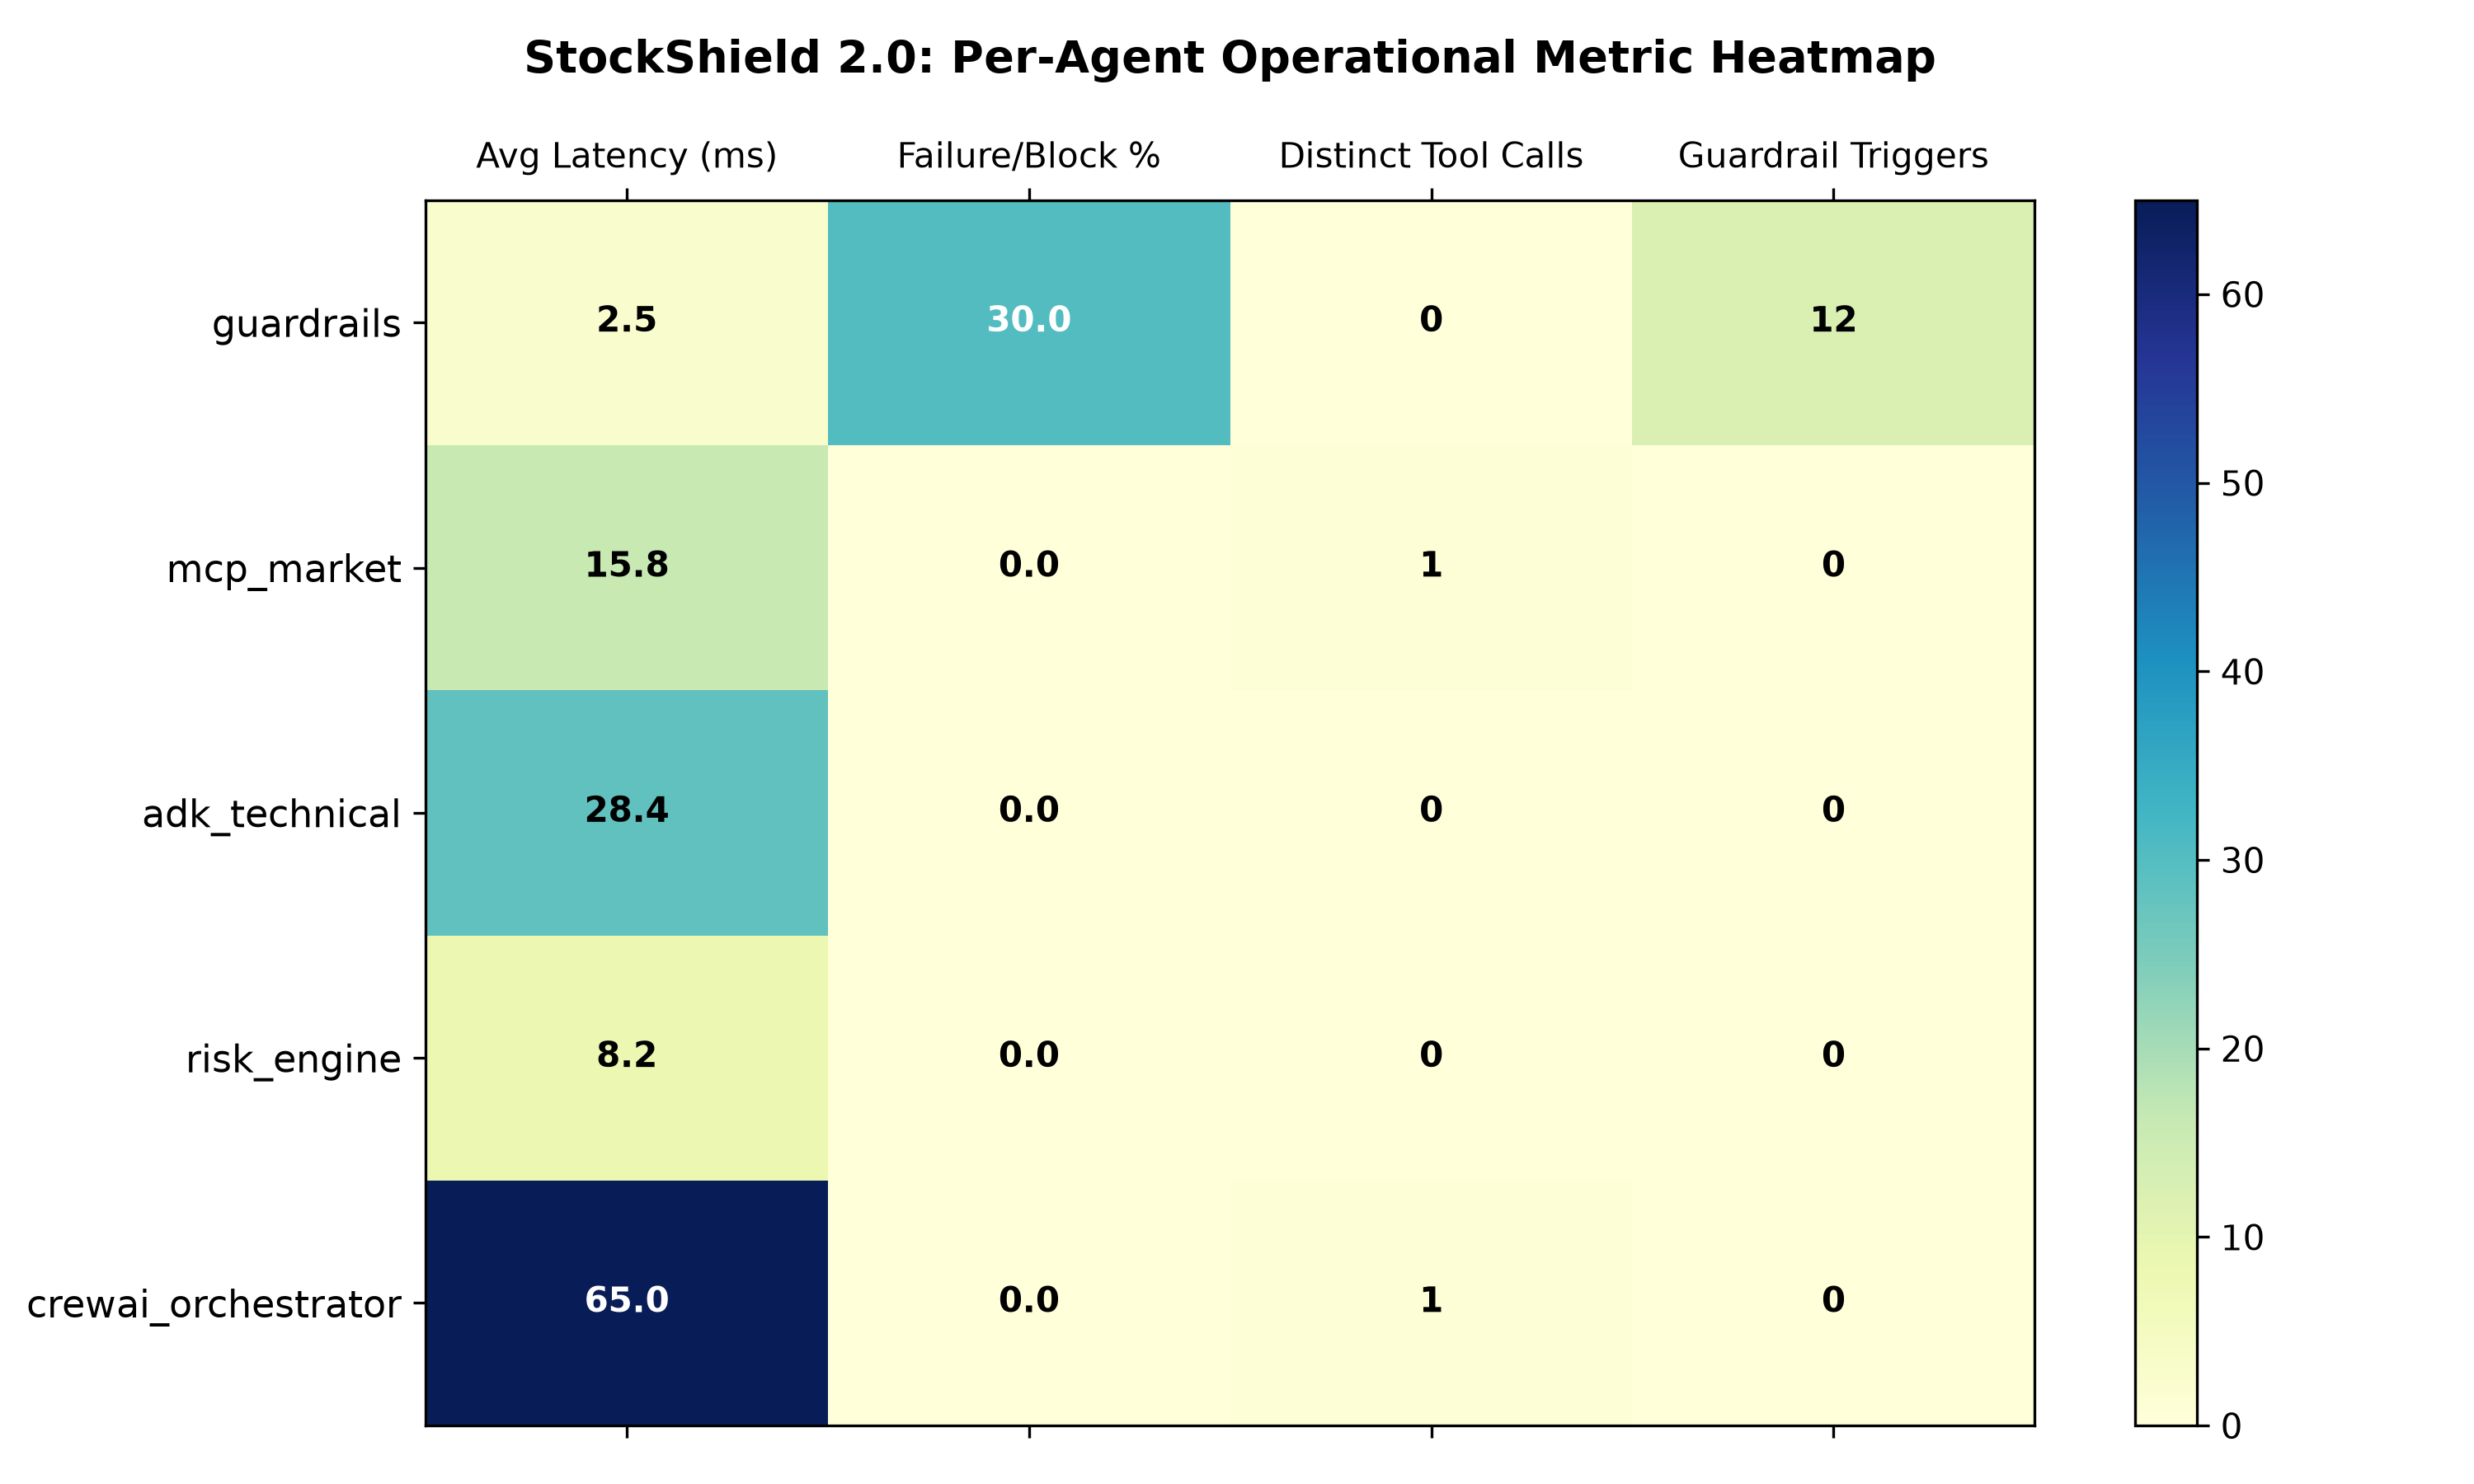 StockShield 2.0: Per-Agent Operational Metric Heatmap
Avg Latency (ms) Failure/Block % Distinct Tool Calls Guardrail Triggers
guardrails 2.5 30.0 0 12
mcp_market 15.8 0.0 1 0
adk_technical 28.4 0.0 0 0
risk_engine 8.2 0.0 0 0
crewai_orchestrator 65.0 0.0 1 0
60
50
40
30
20
10
0